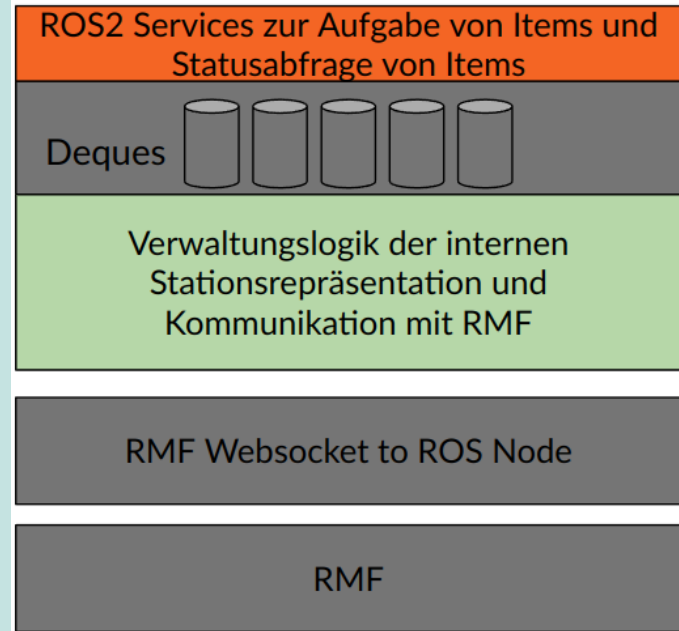 ROS2 Services zur Aufgabe von Items und
Statusabfrage von Items
Deques
Verwaltungslogik der internen
Stationsrepräsentation und
Kommunikation mit RMF
RMF Websocket to ROS Node
RMF